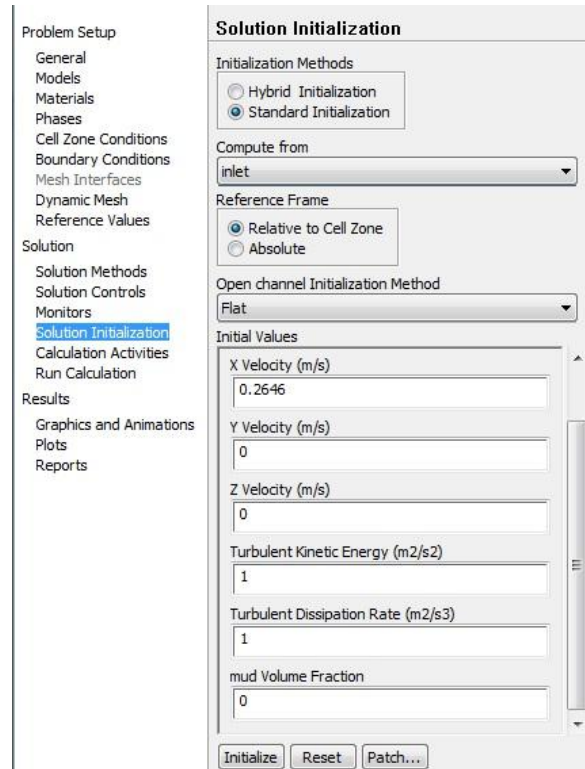 Problem Setup
General
Models
Materials
Phases
Cell Zone Conditions
Boundary Conditions
Mesh Interfaces
Dynamic Mesh
Reference Values
Solution
Solution Methods
Solution Controls
Monitors
Solution Initialization
Calculation Activities
Run Calculation
Results
Graphics and Animations
Plots
Reports
Solution Initialization
Initialization Methods
Hybrid Initialization
Standard Initialization
Compute from
inlet
Reference Frame
Relative to Cell Zone
Absolute
Open channel Initialization Method
Flat
Initial Values
X Velocity (m/s)
0.2646
Y Velocity (m/s)
0
Z Velocity (m/s)
0
Turbulent Kinetic Energy (m2/s2)
1
Turbulent Dissipation Rate (m2/s3)
1
mud Volume Fraction
0
Initialize Reset Patch...